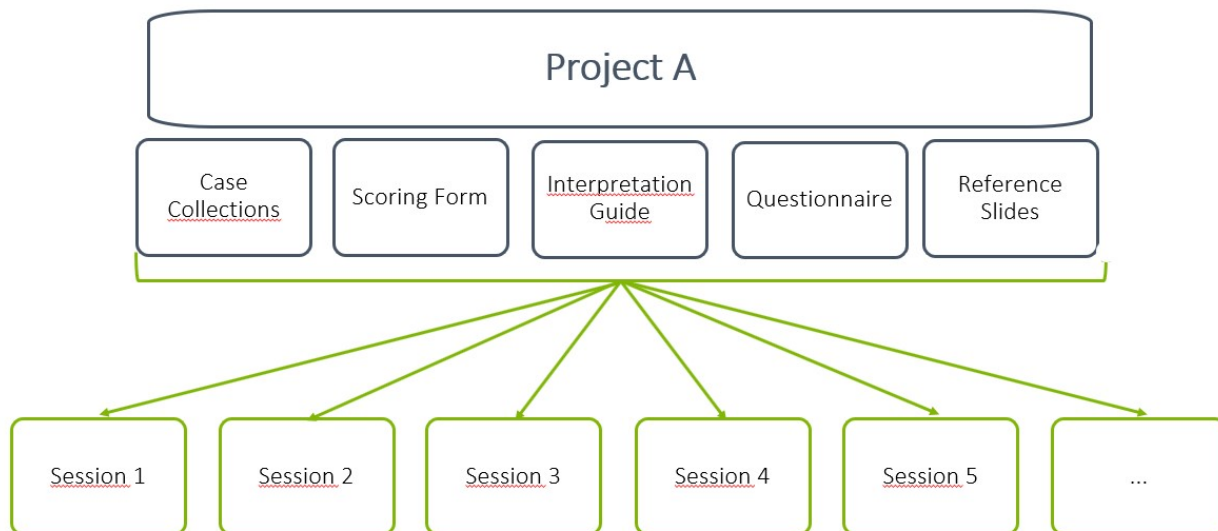 Project A
Case
Collections
Scoring Form
Interpretation
Guide
Questionnaire
Reference
Slides
Session 1
Session 2
Session 3
Session 4
Session 5
...